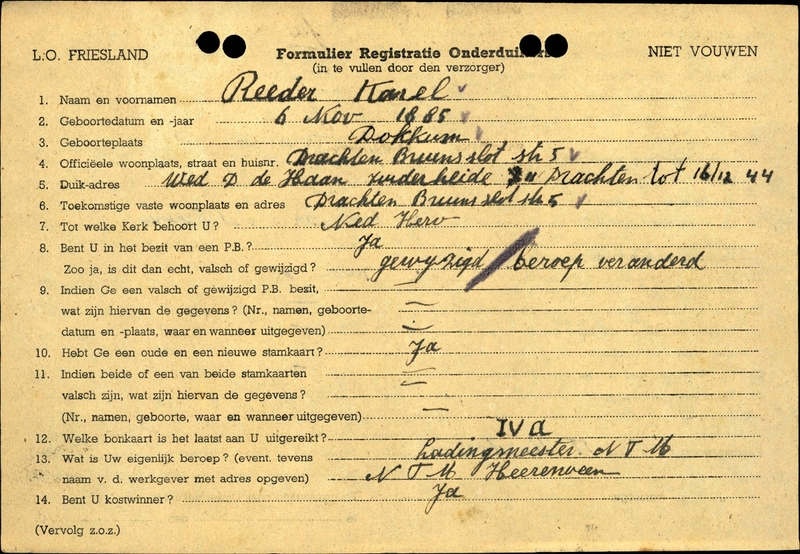 L.O. FRIESLAND Formulier Registratie Onderduikers NIET VOUWEN
(in te vullen door den verzorger)
1. Naam en voornamen Reeder Karel
2. Geboortedatum en -jaar 6 Nov 1885
3. Geboorteplaats Dokkum
4. Officiëele woonplaats, straat en huisnr. Drachten Bruens slot str 5
5. Duik-adres Wed D de Haan Zuiderheide Drachten tot 16/12 44
6. Toekomstige vaste woonplaats en adres Drachten Bruens slot str 5
7. Tot welke Kerk behoort U? Ned Herv
8. Bent U in het bezit van een P.B.? Ja
Zoo ja, is dit dan echt, valsch of gewijzigd? gewyzigd / beroep veranderd
9. Indien Ge een valsch of gewijzigd P.B. bezit,
wat zijn hiervan de gegevens? (Nr., namen, geboorte-
datum en -plaats, waar en wanneer uitgegeven)
10. Hebt Ge een oude en een nieuwe stamkaart? Ja
11. Indien beide of een van beide stamkaarten
valsch zijn, wat zijn hiervan de gegevens?
(Nr., namen, geboorte, waar en wanneer uitgegeven)
12. Welke bonkaart is het laatst aan U uitgereikt? IV a
13. Wat is Uw eigenlijk beroep? (event. tevens Ladingmeester N T M
naam v. d. werkgever met adres opgeven) N T M Heerenveen
14. Bent U kostwinner? Ja
(Vervolg z.o.z.)